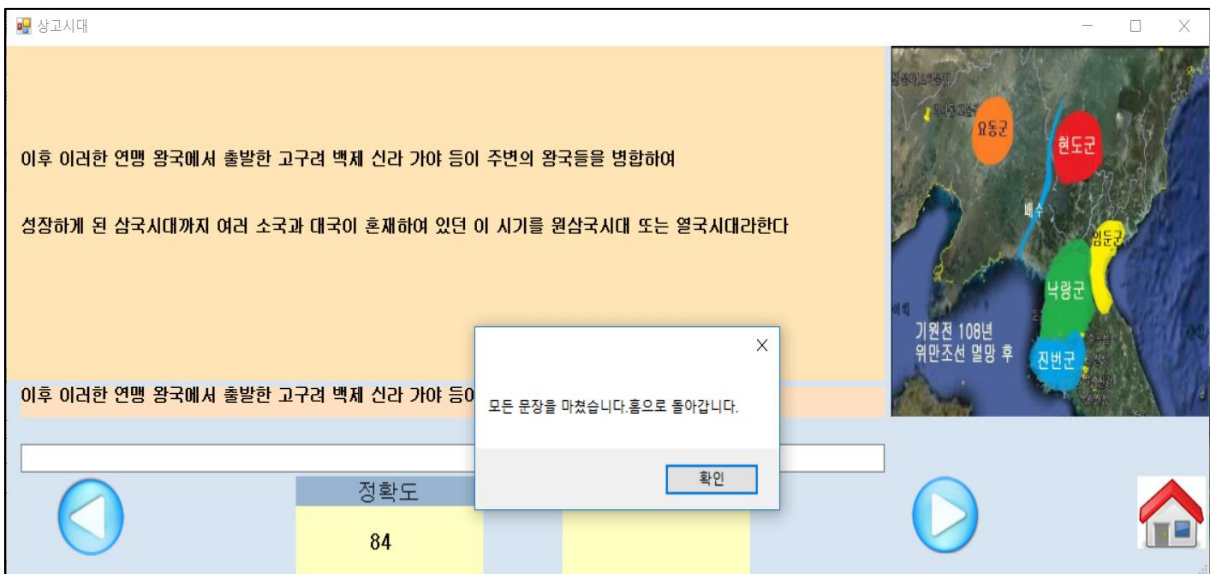 상고시대
이후 이러한 연맹 왕국에서 출발한 고구려 백제 신라 가야 등이 주변의 왕국들을 병합하여
성장하게 된 삼국시대까지 여러 소국과 대국이 혼재하여 있던 이 시기를 원삼국시대 또는 열국시대라한다
요동군
현도군
패수
임둔군
낙랑군
기원전 108년
위만조선 멸망 후
진번군
이후 이러한 연맹 왕국에서 출발한 고구려 백제 신라 가야 등이
모든 문장을 마쳤습니다.홈으로 돌아갑니다.
확인
정확도
84